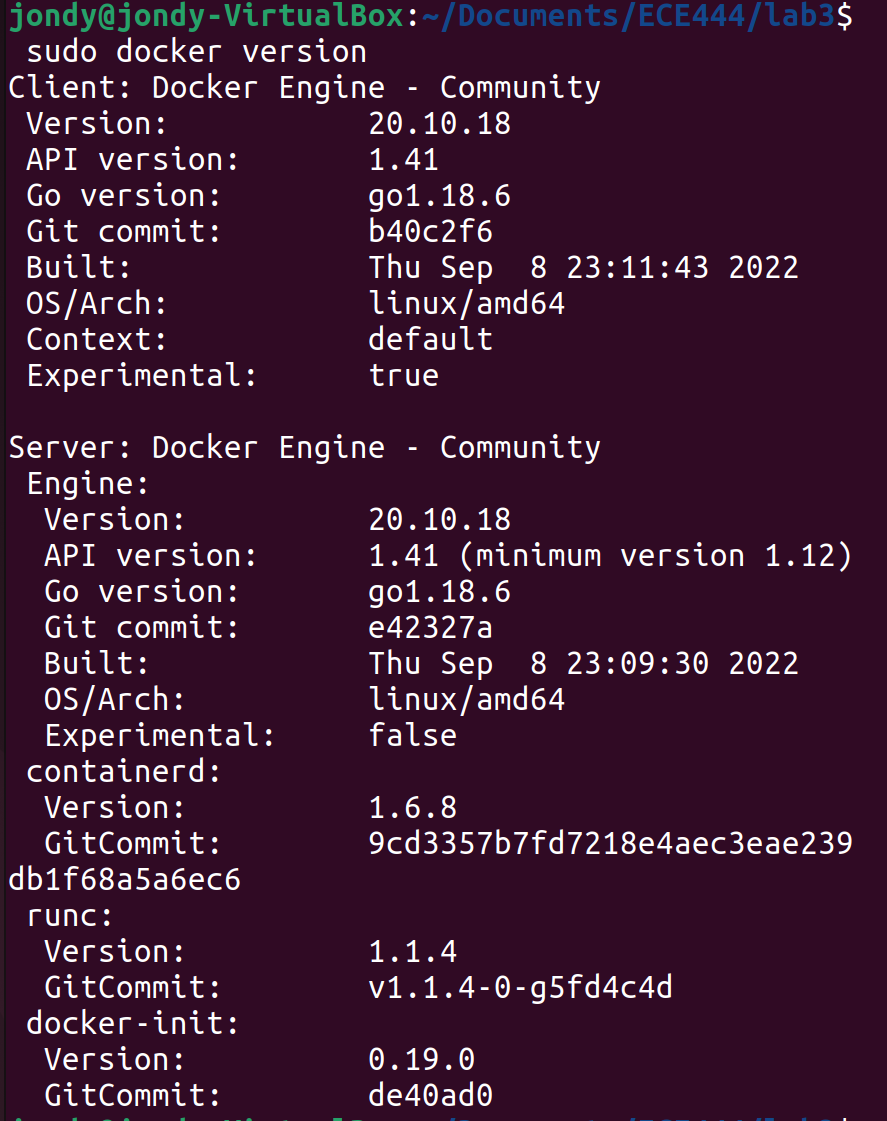 jondy@jondy-VirtualBox:~/Documents/ECE444/lab3$
sudo docker version
Client: Docker Engine - Community
Version: 20.10.18
API version: 1.41
Go version: go1.18.6
Git commit: b40c2f6
Built: Thu Sep  8 23:11:43 2022
OS/Arch: linux/amd64
Context: default
Experimental: true

Server: Docker Engine - Community
Engine:
Version: 20.10.18
API version: 1.41 (minimum version 1.12)
Go version: go1.18.6
Git commit: e42327a
Built: Thu Sep  8 23:09:30 2022
OS/Arch: linux/amd64
Experimental: false
containerd:
Version: 1.6.8
GitCommit: 9cd3357b7fd7218e4aec3eae239
db1f68a5a6ec6
runc:
Version: 1.1.4
GitCommit: v1.1.4-0-g5fd4c4d
docker-init:
Version: 0.19.0
GitCommit: de40ad0